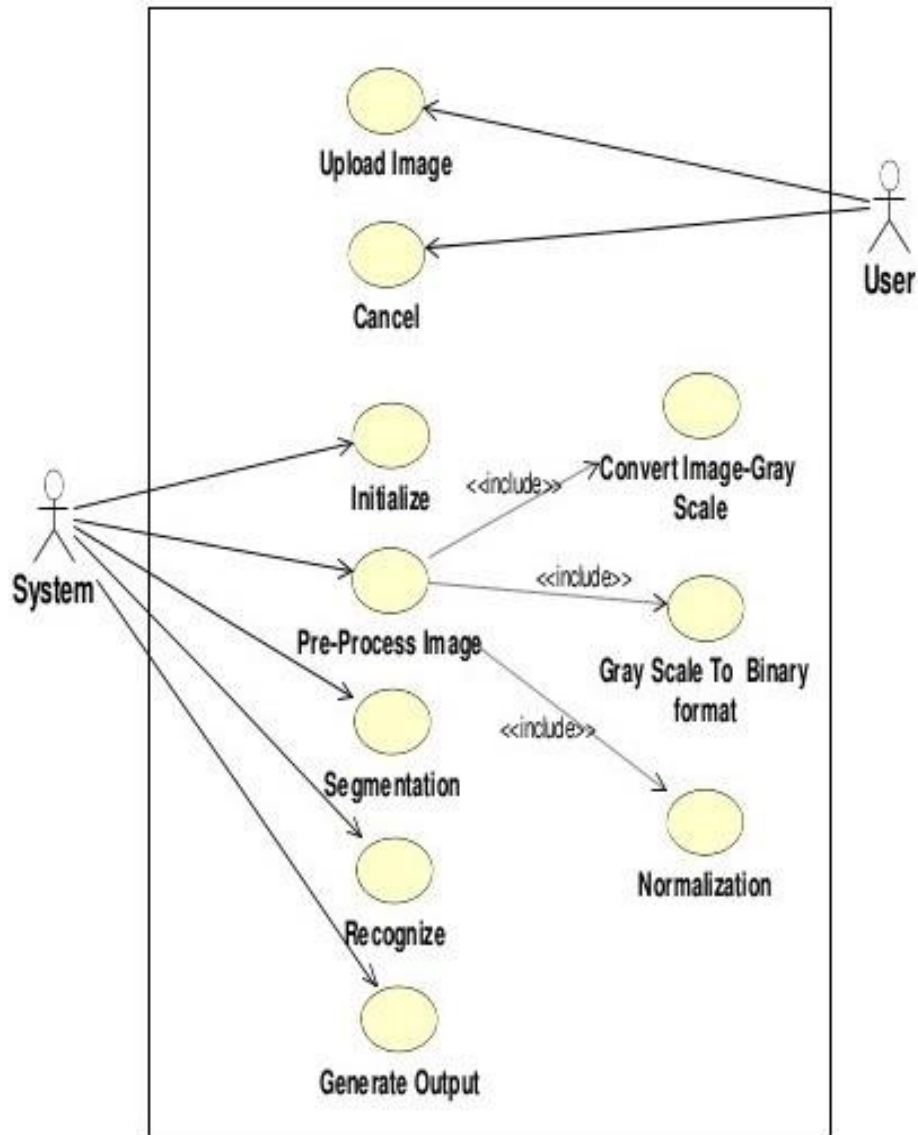 Upload Image
User
Cancel
Initialize
<<include>>
Convert Image-Gray
Scale
System
Pre-Process Image
<<include>>
Gray Scale To Binary
format
<<include>>
Segmentation
Normalization
Recognize
Generate Output